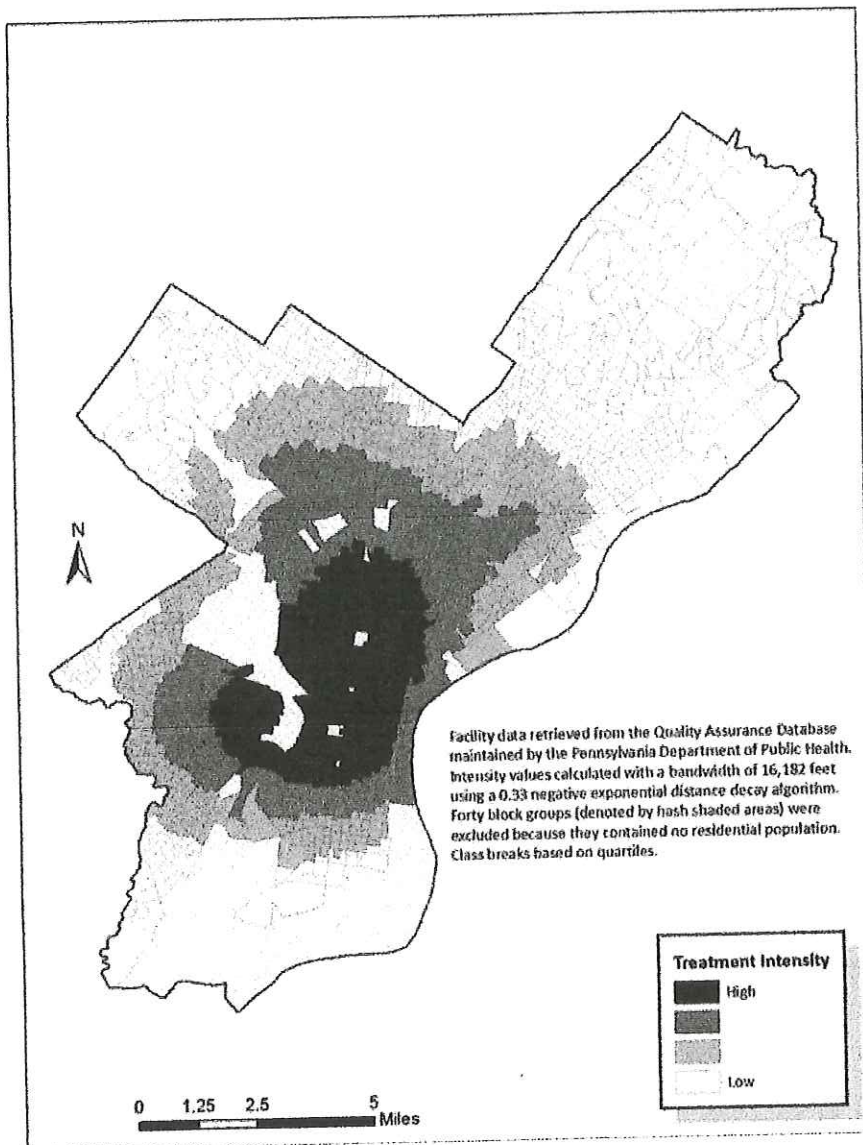 N
Facility data retrieved from the Quality Assurance Database
maintained by the Pennsylvania Department of Public Health.
Intensity values calculated with a bandwidth of 16,182 feet
using a 0.33 negative exponential distance decay algorithm.
Forty block groups (denoted by hash shaded areas) were
excluded because they contained no residential population.
Class breaks based on quartiles.
Treatment Intensity
High
Low
0 1.25 2.5 5
Miles